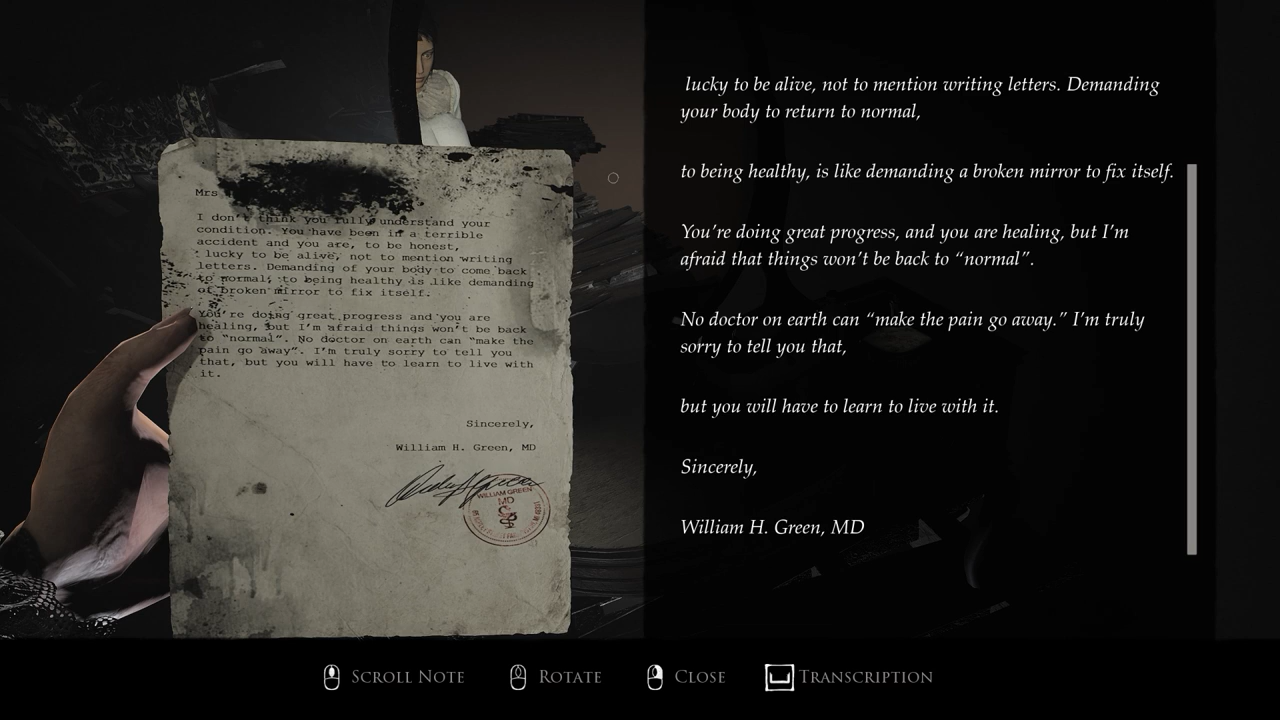 Mrs
I don't think you fully understand your
condition. You have been in a terrible
accident and you are, to be honest,
lucky to be alive, not to mention writing
letters. Demanding of your body to come back
to normal, to being healthy is like demanding
of broken mirror to fix itself.
You're doing great progress and you are
healing, but I'm afraid things won't be back
to "normal". No doctor on earth can "make the
pain go away". I'm truly sorry to tell you
that, but you will have to learn to live with
it.
Sincerely,
William H. Green, MD
WILLIAM GREEN
MD
lucky to be alive, not to mention writing letters. Demanding
your body to return to normal,
to being healthy, is like demanding a broken mirror to fix itself.
You're doing great progress, and you are healing, but I'm
afraid that things won't be back to “normal”.
No doctor on earth can “make the pain go away.” I'm truly
sorry to tell you that,
but you will have to learn to live with it.
Sincerely,
William H. Green, MD
SCROLL NOTE
ROTATE
CLOSE
TRANSCRIPTION